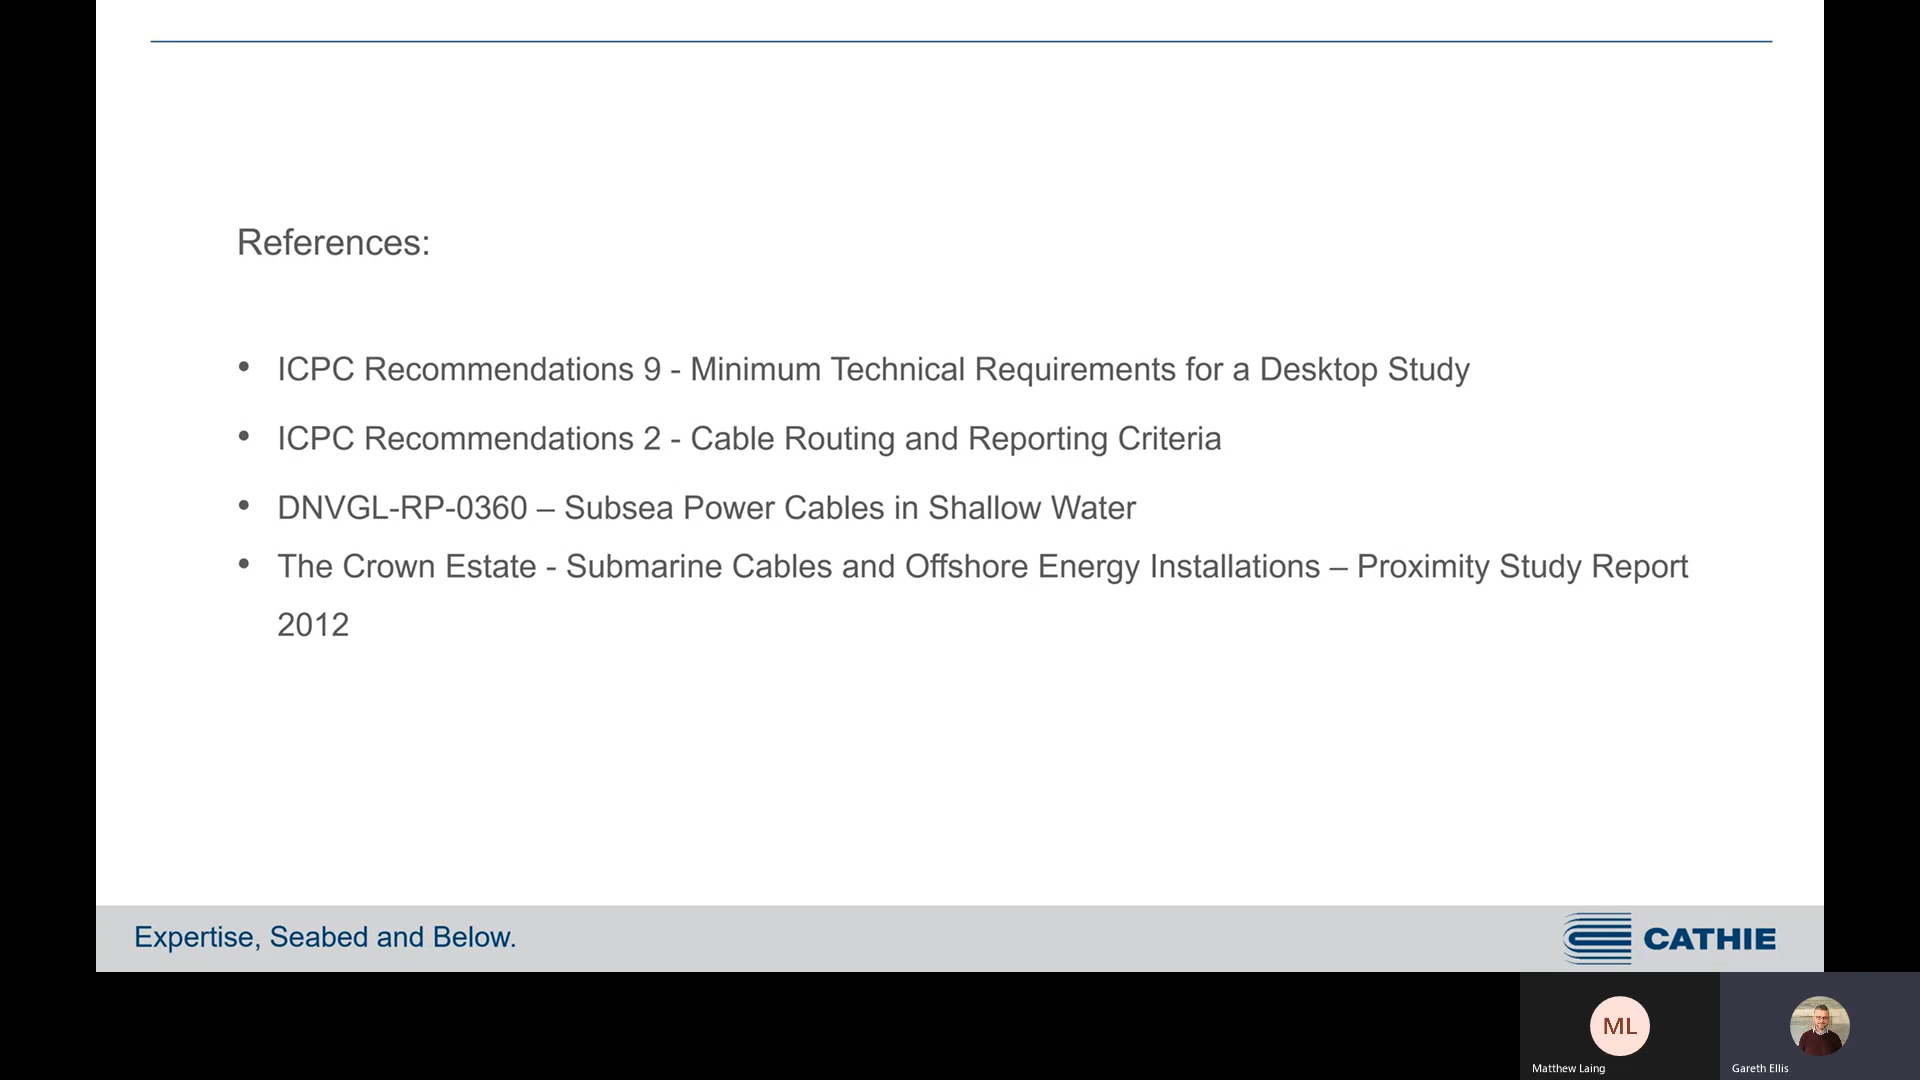 References:
• ICPC Recommendations 9 - Minimum Technical Requirements for a Desktop Study
• ICPC Recommendations 2 - Cable Routing and Reporting Criteria
• DNVGL-RP-0360 – Subsea Power Cables in Shallow Water
• The Crown Estate - Submarine Cables and Offshore Energy Installations – Proximity Study Report
2012
Expertise, Seabed and Below.
CATHIE
ML
Matthew Laing
Gareth Ellis